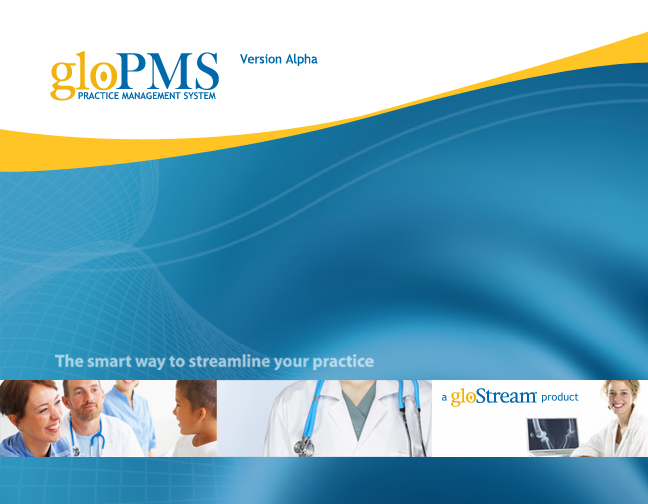 gloPMS
PRACTICE MANAGEMENT SYSTEM
Version Alpha
The smart way to streamline your practice
a gloStream product